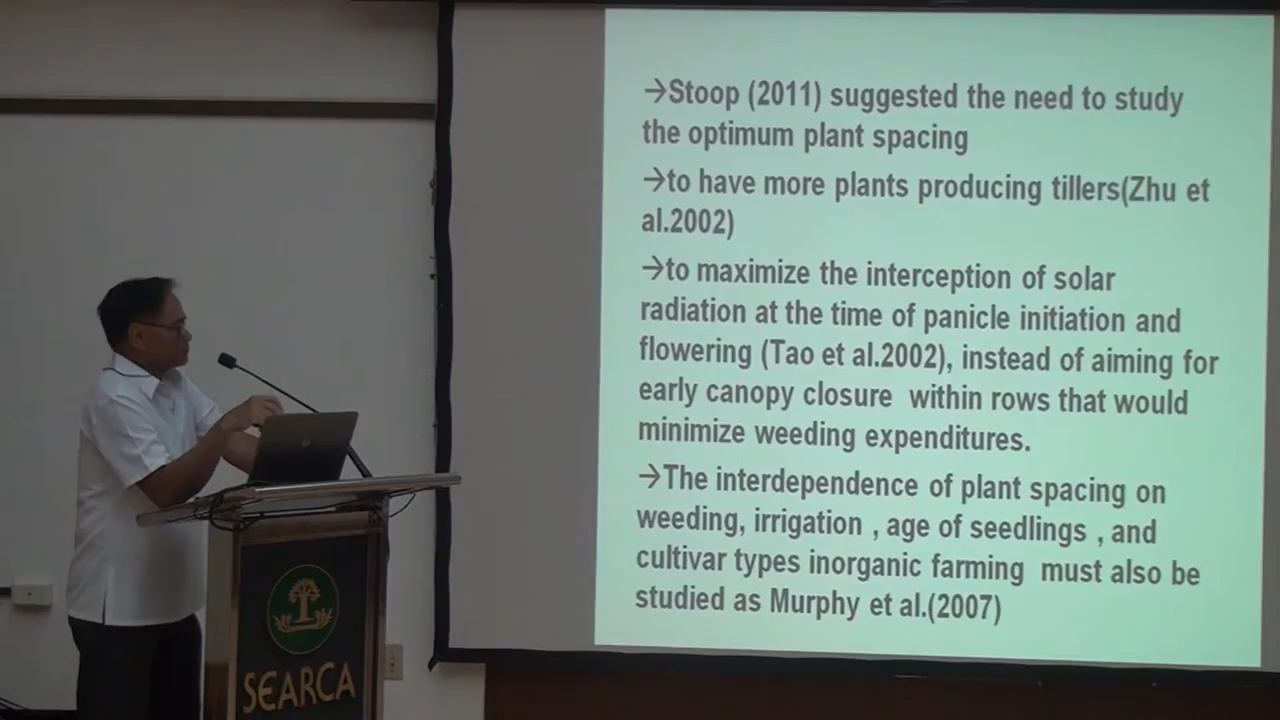 →Stoop (2011) suggested the need to study
the optimum plant spacing
→to have more plants producing tillers(Zhu et
al.2002)
→to maximize the interception of solar
radiation at the time of panicle initiation and
flowering (Tao et al.2002), instead of aiming for
early canopy closure within rows that would
minimize weeding expenditures.
→The interdependence of plant spacing on
weeding, irrigation , age of seedlings , and
cultivar types inorganic farming must also be
studied as Murphy et al.(2007)
SEARCA